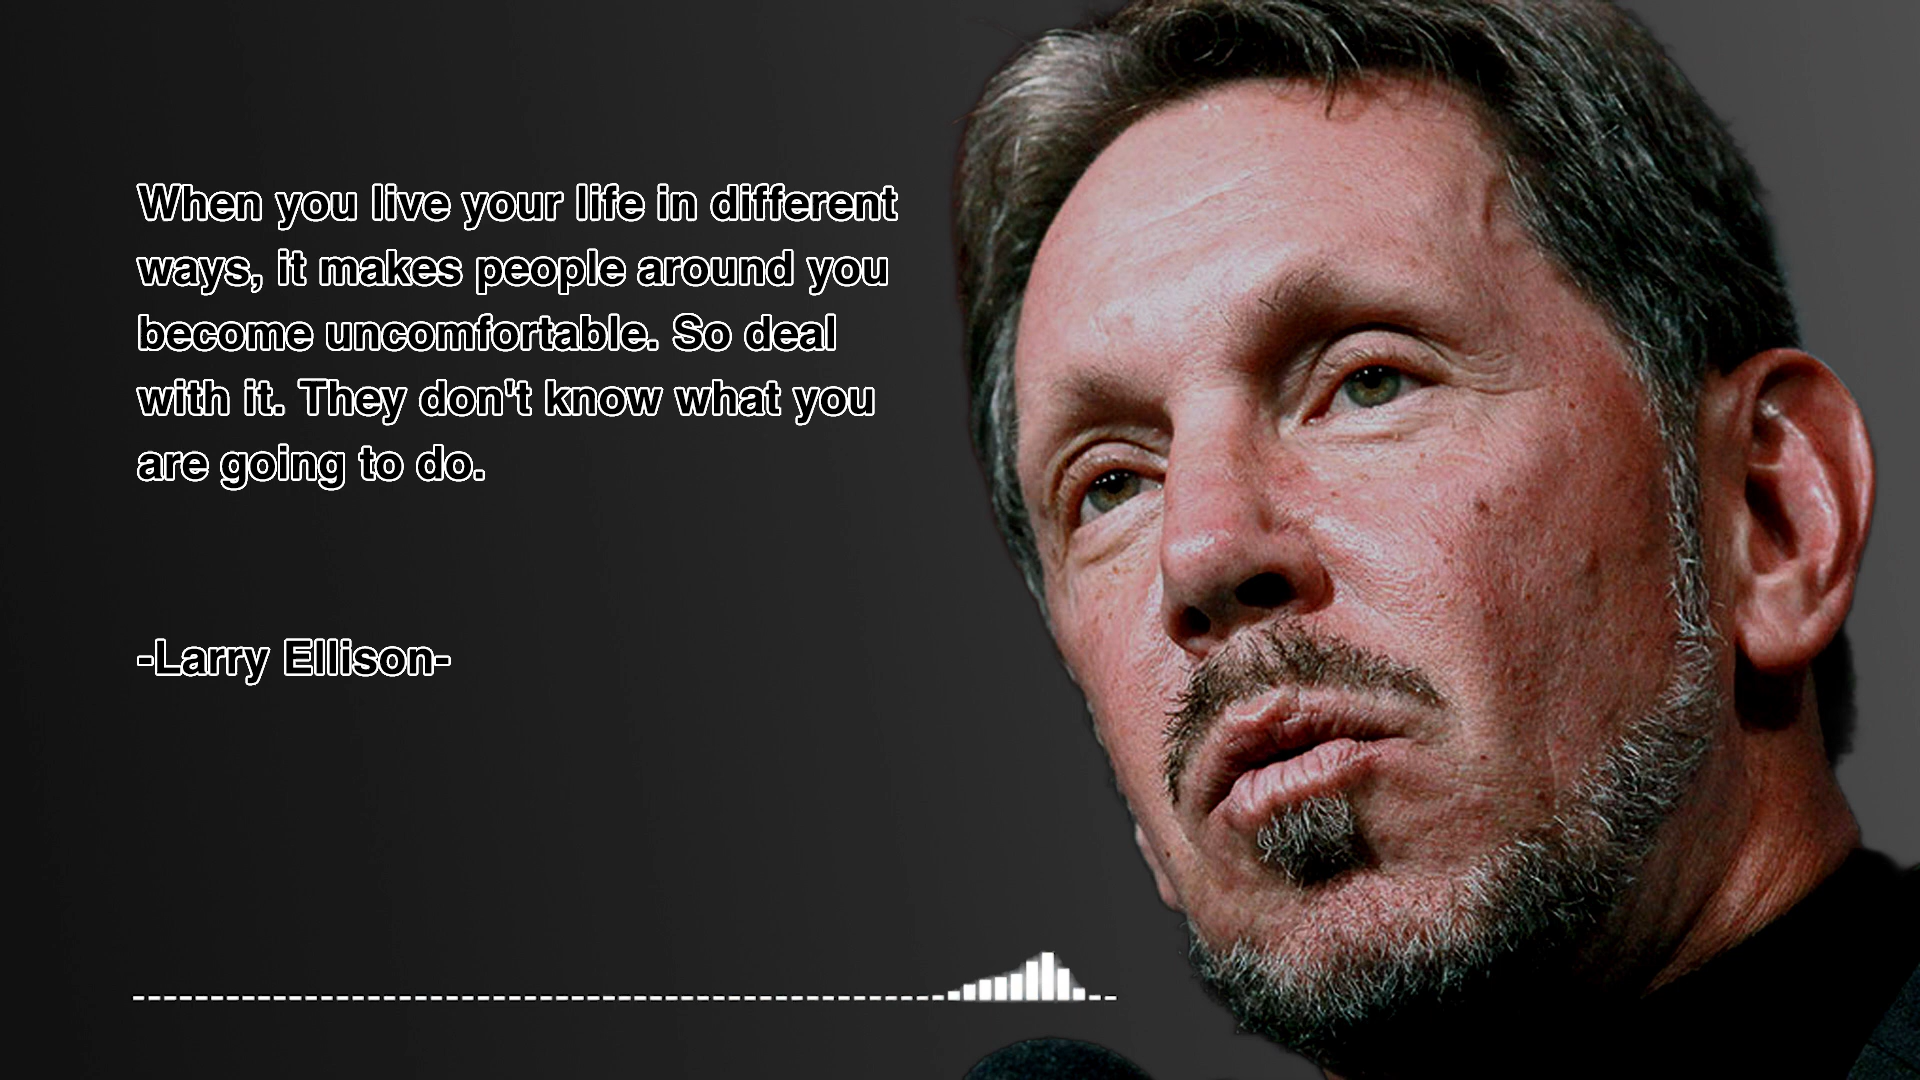 When you live your life in different
ways, it makes people around you
become uncomfortable. So deal
with it. They don't know what you
are going to do.
-Larry Ellison-